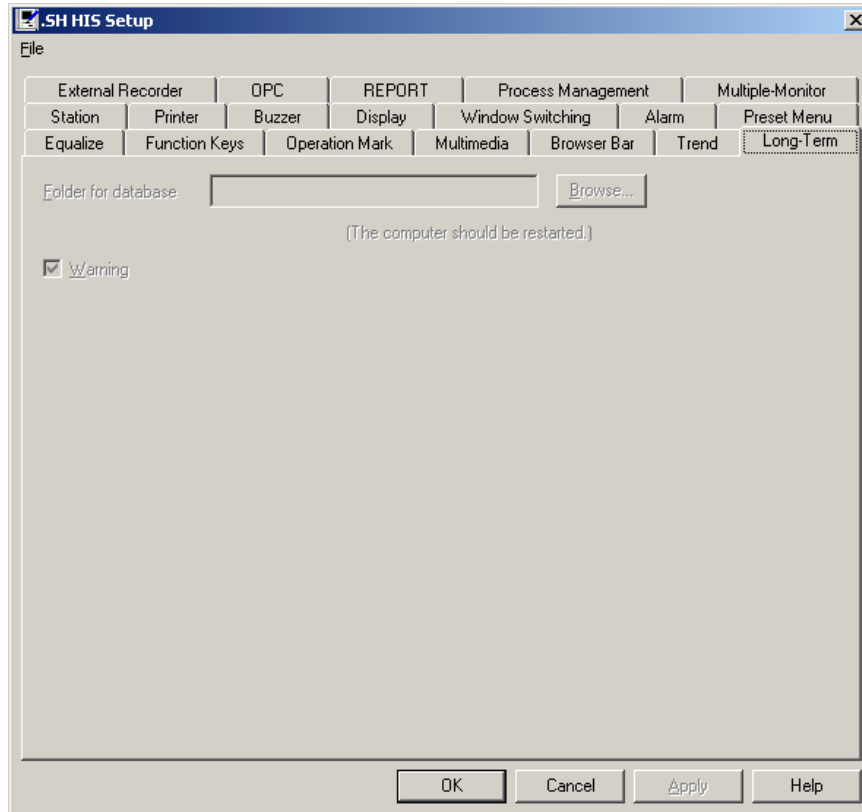 .SH HIS Setup
File
External Recorder OPC REPORT Process Management Multiple-Monitor
Station Printer Buzzer Display Window Switching Alarm Preset Menu
Equalize Function Keys Operation Mark Multimedia Browser Bar Trend Long-Term
Folder for database Browse...
(The computer should be restarted.)
Warning
OK Cancel Apply Help